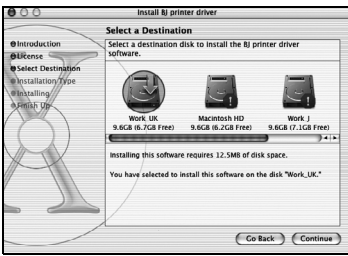 Install BJ printer driver
Select a Destination
Introduction
License
Select Destination
Installation Type
Installing
Finish Up
Select a destination disk to install the BJ printer driver
software.
Work_UK
9.6GB (6.7GB Free)
Macintosh HD
9.6GB (6.2GB Free)
Work_J
9.6GB (7.1GB Free)
Installing this software requires 12.5MB of disk space.
You have selected to install this software on the disk "Work_UK."
Go Back
Continue